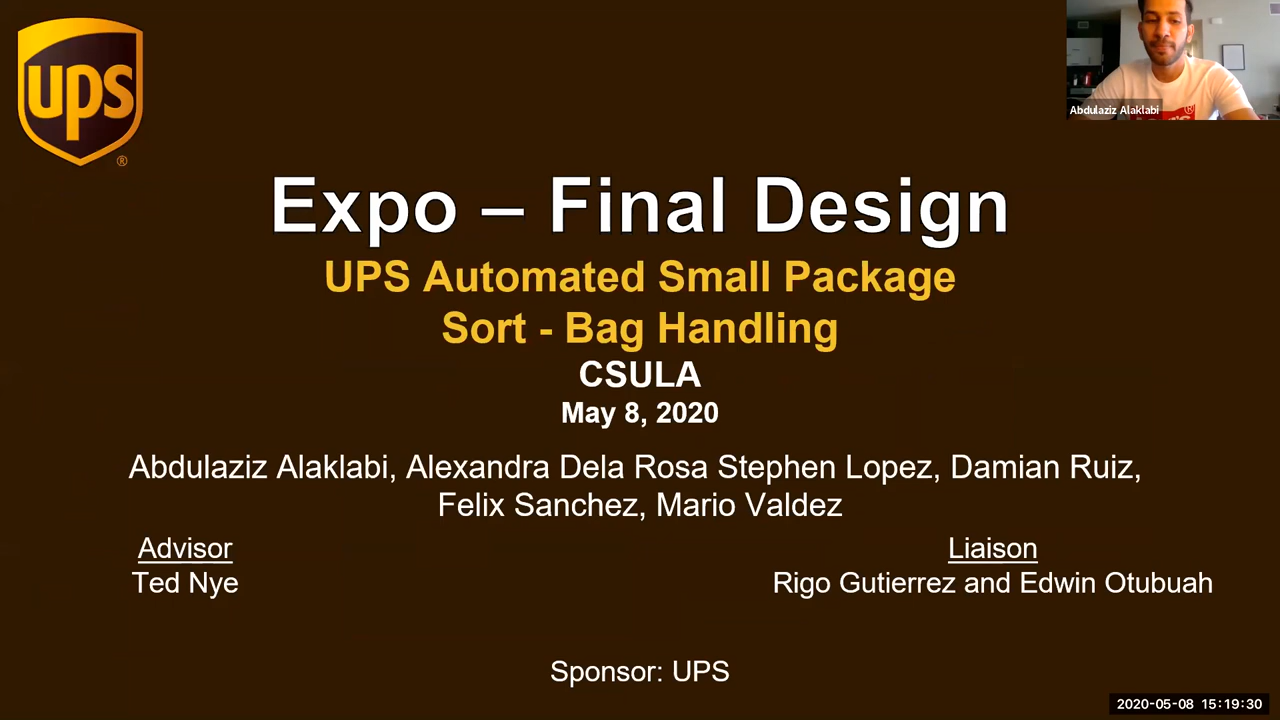 ups
®
Abdulaziz Alaklabi
Expo – Final Design
UPS Automated Small Package
Sort - Bag Handling
CSULA
May 8, 2020
Abdulaziz Alaklabi, Alexandra Dela Rosa Stephen Lopez, Damian Ruiz,
Felix Sanchez, Mario Valdez
Advisor
Ted Nye
Liaison
Rigo Gutierrez and Edwin Otubuah
Sponsor: UPS
2020-05-08 15:19:30